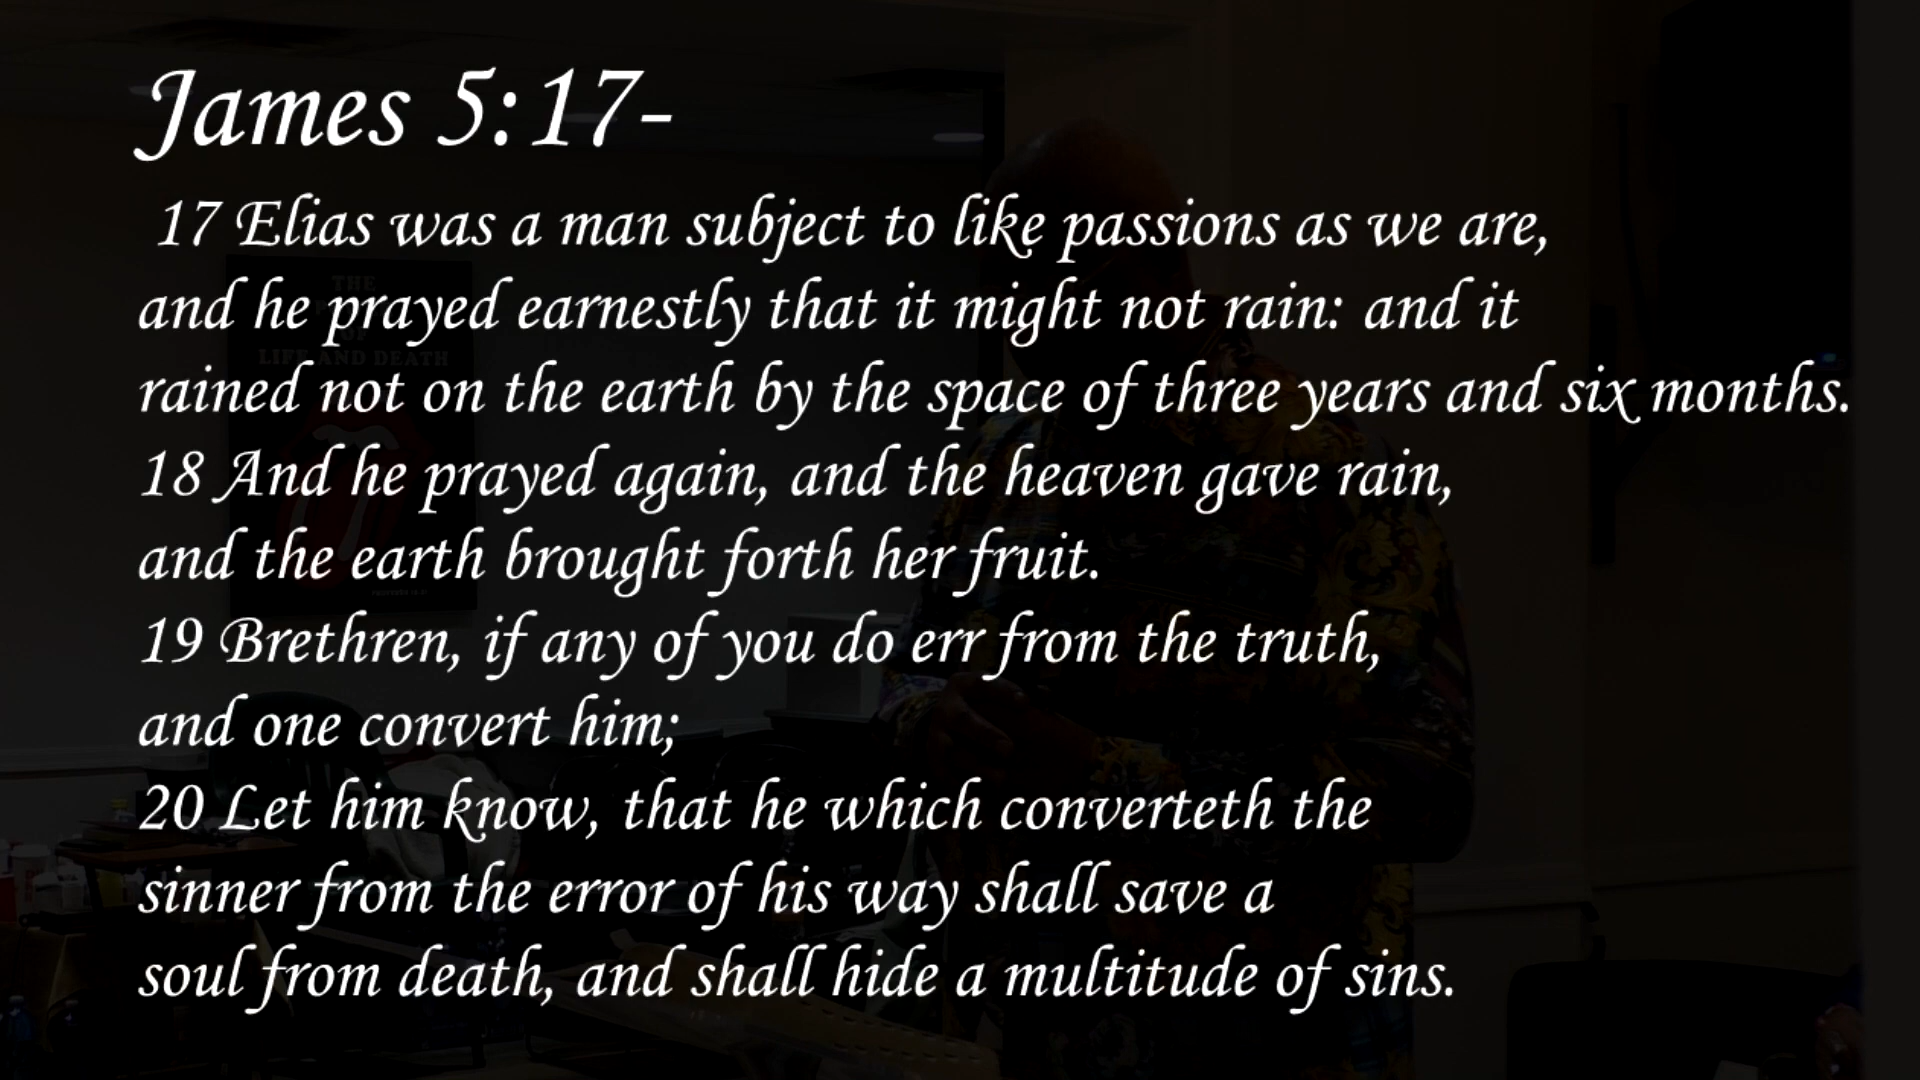 James 5:17-
17 Elias was a man subject to like passions as we are,
and he prayed earnestly that it might not rain: and it
rained not on the earth by the space of three years and six months.
18 And he prayed again, and the heaven gave rain,
and the earth brought forth her fruit.
19 Brethren, if any of you do err from the truth,
and one convert him;
20 Let him know, that he which converteth the
sinner from the error of his way shall save a
soul from death, and shall hide a multitude of sins.
THE
OF
LIFE AND DEATH